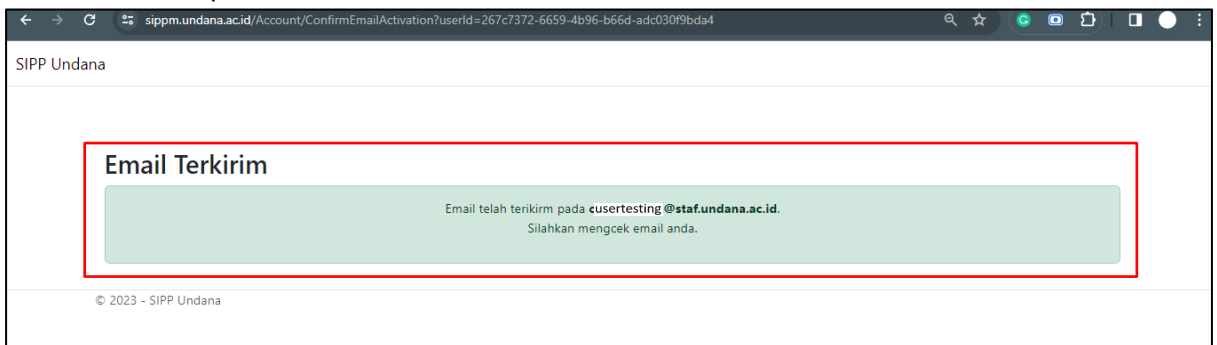 sippm.undana.ac.id/Account/ConfirmEmailActivation?userId=267c7372-6659-4b96-b66d-adc030f9bda4
SIPP Undana
Email Terkirim
Email telah terikirm pada usertesting @staf.undana.ac.id.
Silahkan mengcek email anda.
© 2023 - SIPP Undana